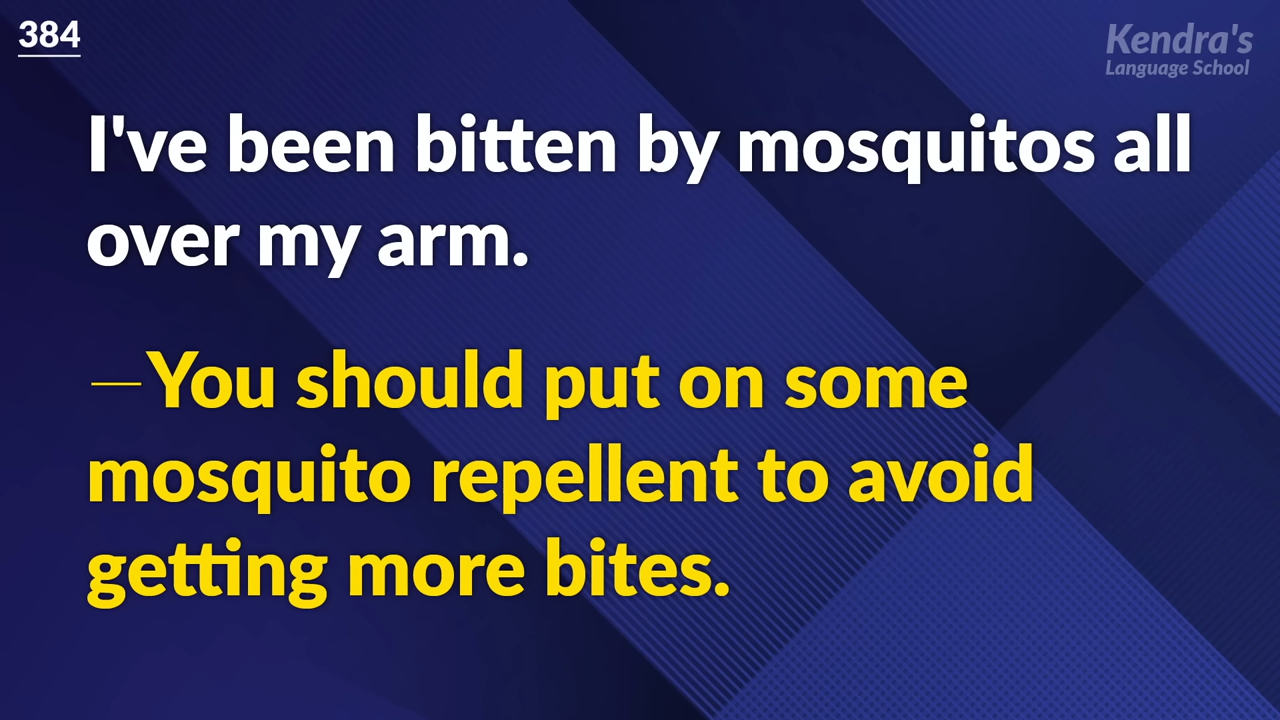 384
Kendra's
Language School
I've been bitten by mosquitos all
over my arm.
—You should put on some
mosquito repellent to avoid
getting more bites.